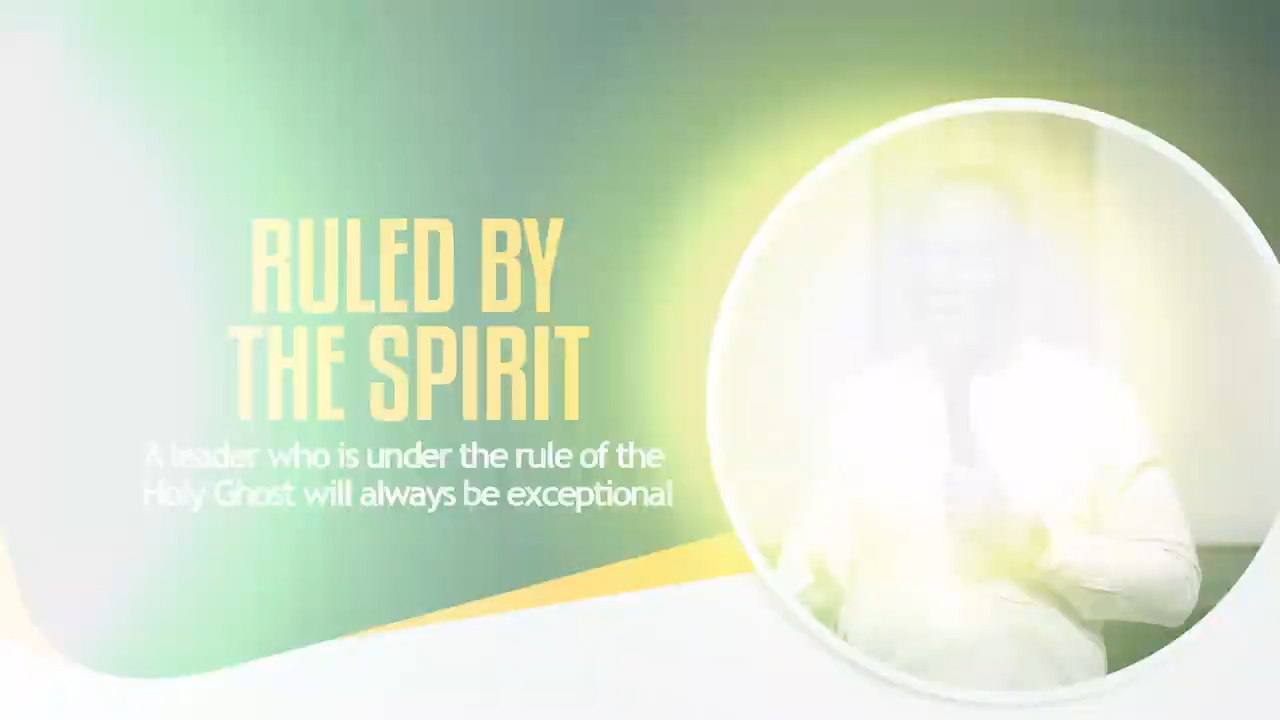 RULED BY
THE SPIRIT
A leader who is under the rule of the
Holy Ghost will always be exceptional